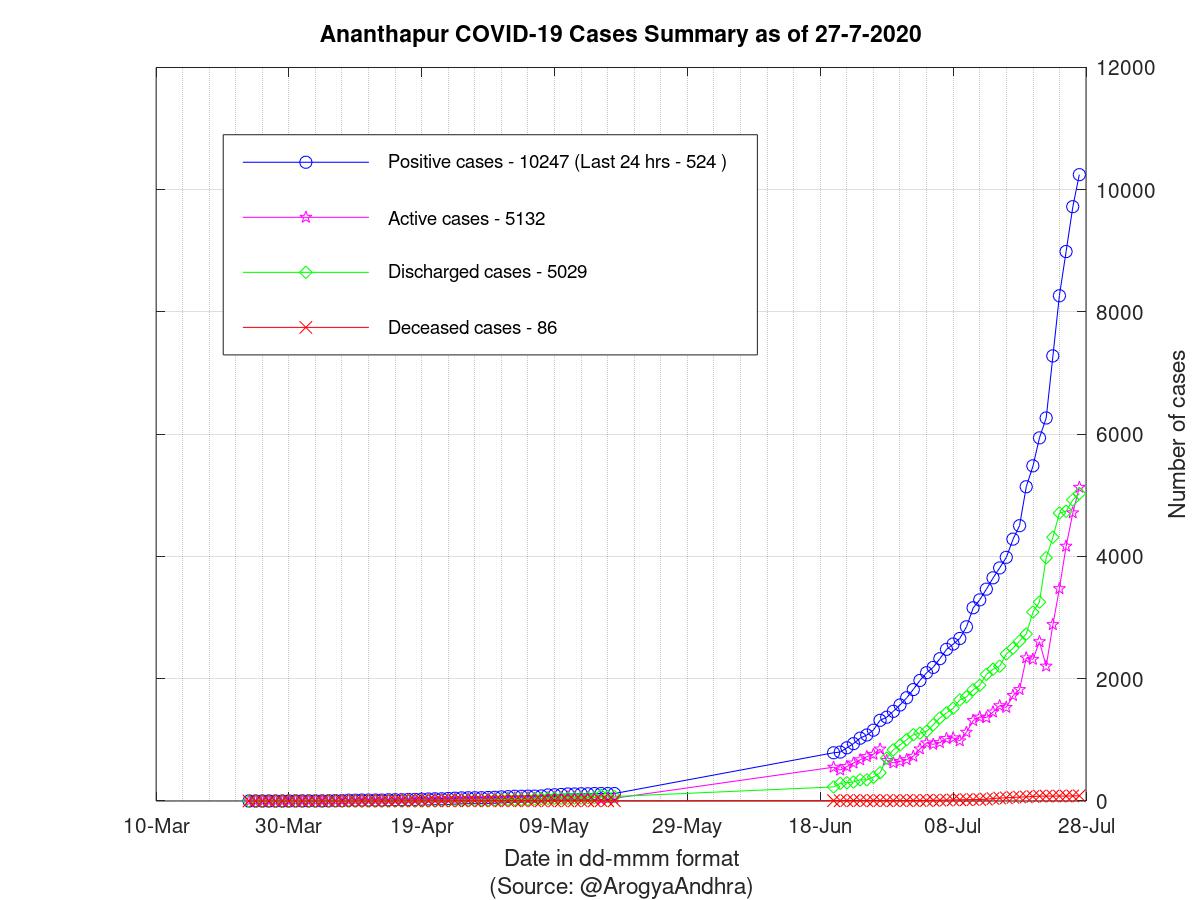 Ananthapur COVID-19 Cases Summary as of 27-7-2020
Positive cases - 10247 (Last 24 hrs - 524 )
Active cases - 5132
Discharged cases - 5029
Deceased cases - 86
12000
10000
8000
6000
4000
2000
0
Number of cases
10-Mar 30-Mar 19-Apr 09-May 29-May 18-Jun 08-Jul 28-Jul
Date in dd-mmm format
(Source: @ArogyaAndhra)